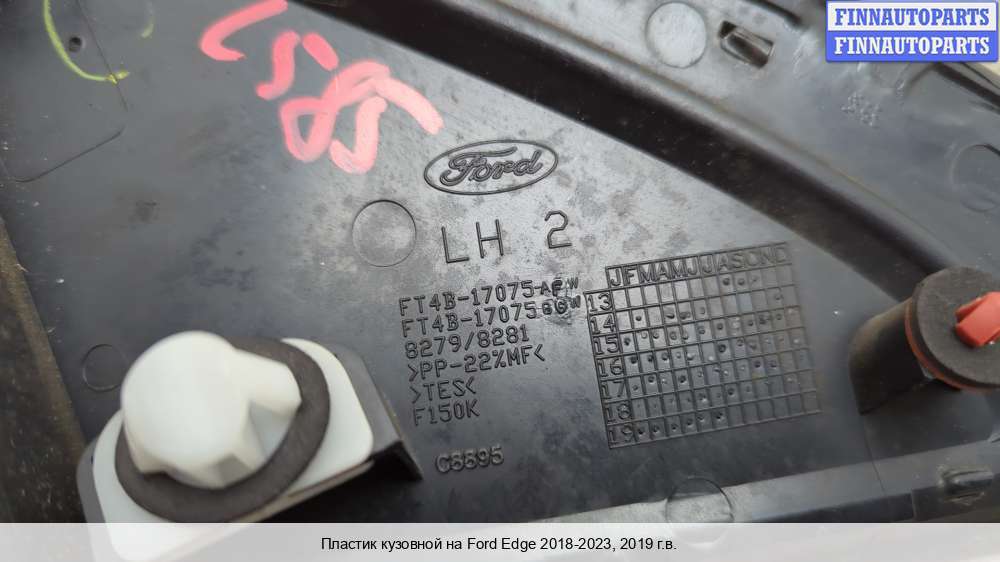 FINNAUTOPARTS
FINNAUTOPARTS
Ford
LH 2
FT4B-17075
FT4B-17075
8279/8281
>PP-22%MF<
>TES<
F150K
C8895
JFMAMJJASOND
13
14
15
16
17
18
19
Пластик кузовной на Ford Edge 2018-2023, 2019 г.в.